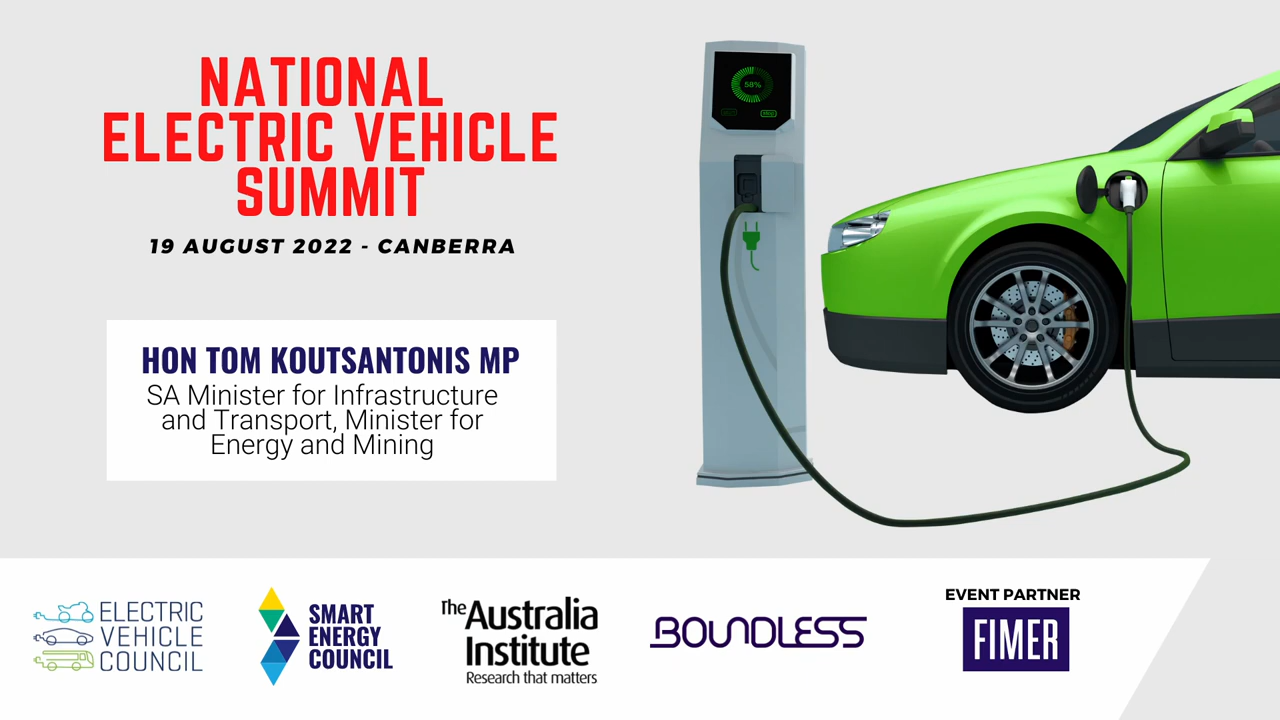 NATIONAL
ELECTRIC VEHICLE
SUMMIT
19 AUGUST 2022 - CANBERRA
HON TOM KOUTSANTONIS MP
SA Minister for Infrastructure
and Transport, Minister for
Energy and Mining
58%
ELECTRIC
VEHICLE
COUNCIL
SMART
ENERGY
COUNCIL
The Australia
Institute
Research that matters
BOUNDLESS
EVENT PARTNER
FIMER